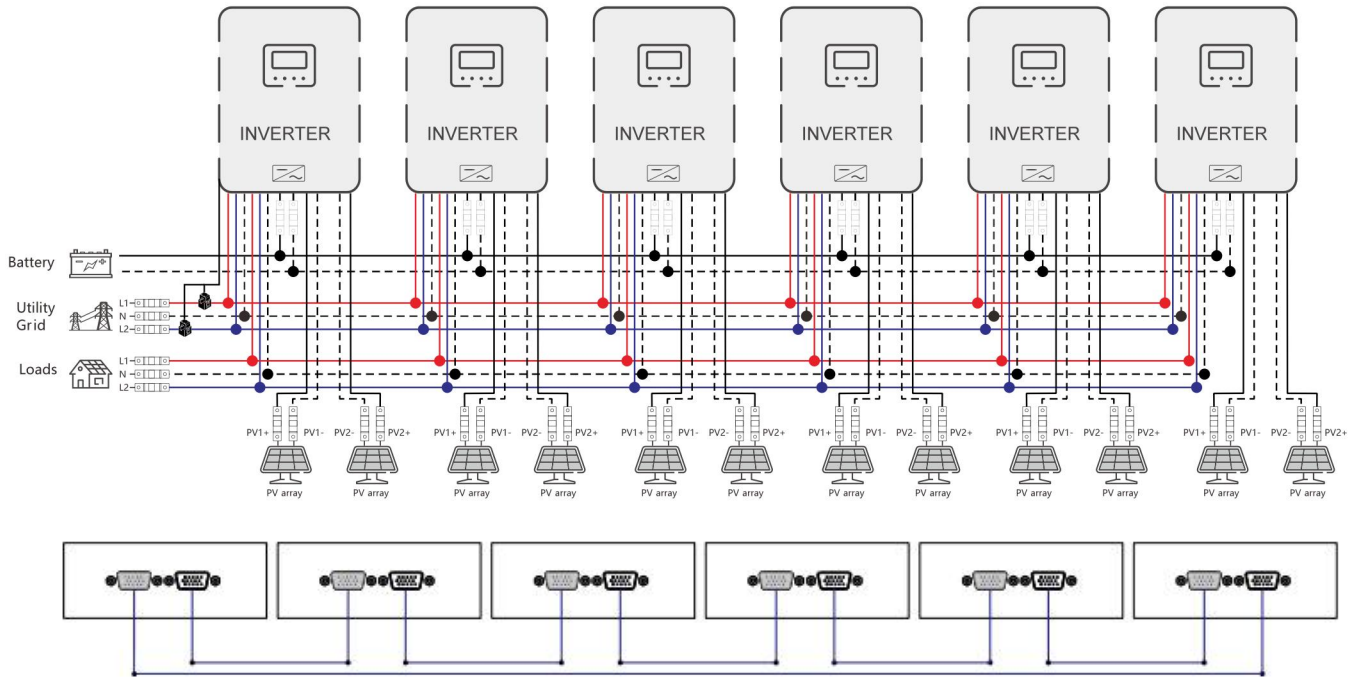 INVERTER INVERTER INVERTER INVERTER INVERTER INVERTER
Battery
Utility
Grid
L1
N
L2
Loads
L1
N
L2
PV1+ PV1- PV2- PV2+ PV1+ PV1- PV2- PV2+ PV1+ PV1- PV2- PV2+ PV1+ PV1- PV2- PV2+ PV1+ PV1- PV2- PV2+ PV1+ PV1- PV2- PV2+
PV array PV array PV array PV array PV array PV array PV array PV array PV array PV array PV array PV array